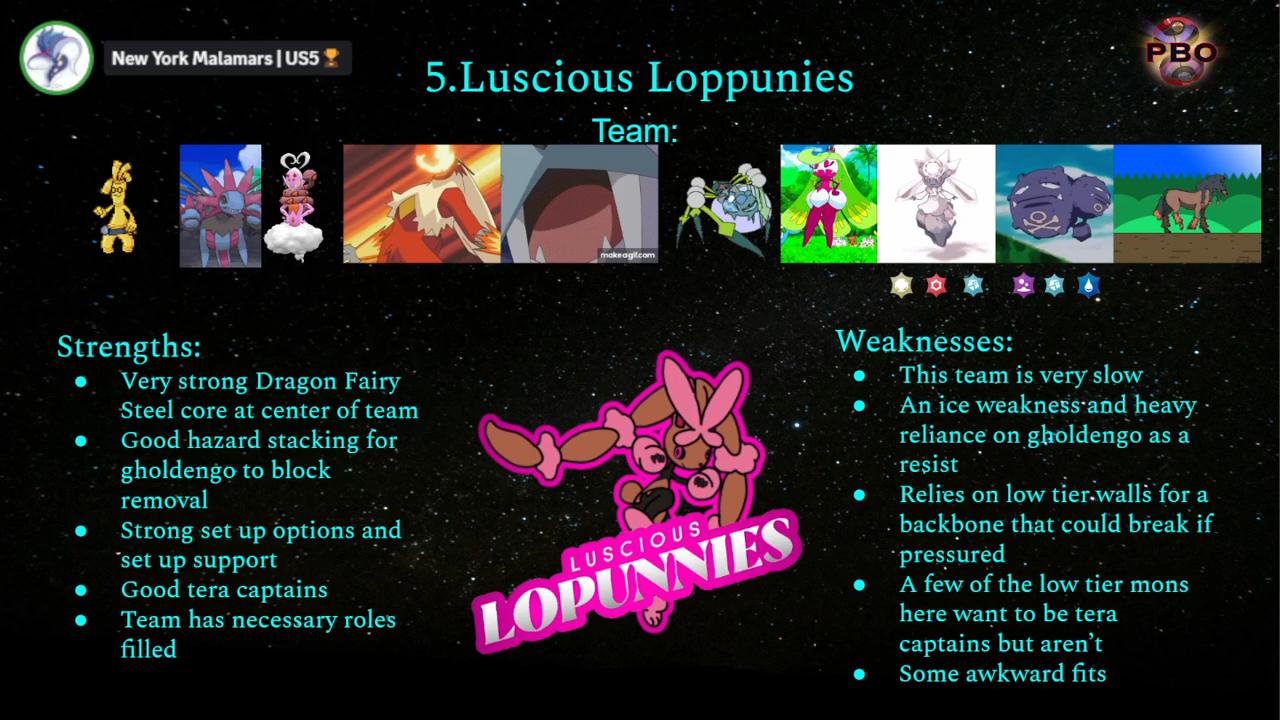 New York Malamars | US5
PBO
5.Luscious Loppunies
Team:
makeagif.com
Strengths:
● Very strong Dragon Fairy
Steel core at center of team
● Good hazard stacking for
gholdengo to block
removal
● Strong set up options and
set up support
● Good tera captains
● Team has necessary roles
filled
LUSCIOUS
LOPUNNIES
Weaknesses:
● This team is very slow
● An ice weakness and heavy
reliance on gholdengo as a
resist
● Relies on low tier walls for a
backbone that could break if
pressured
● A few of the low tier mons
here want to be tera
captains but aren't
● Some awkward fits